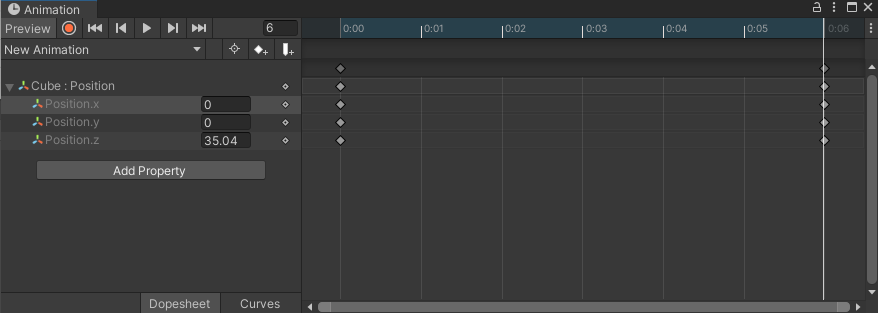 Animation
Preview 6 0:00 0:01 0:02 0:03 0:04 0:05 0:06
New Animation
Cube : Position
Position.x 0
Position.y 0
Position.z 35.04
Add Property
Dopesheet Curves